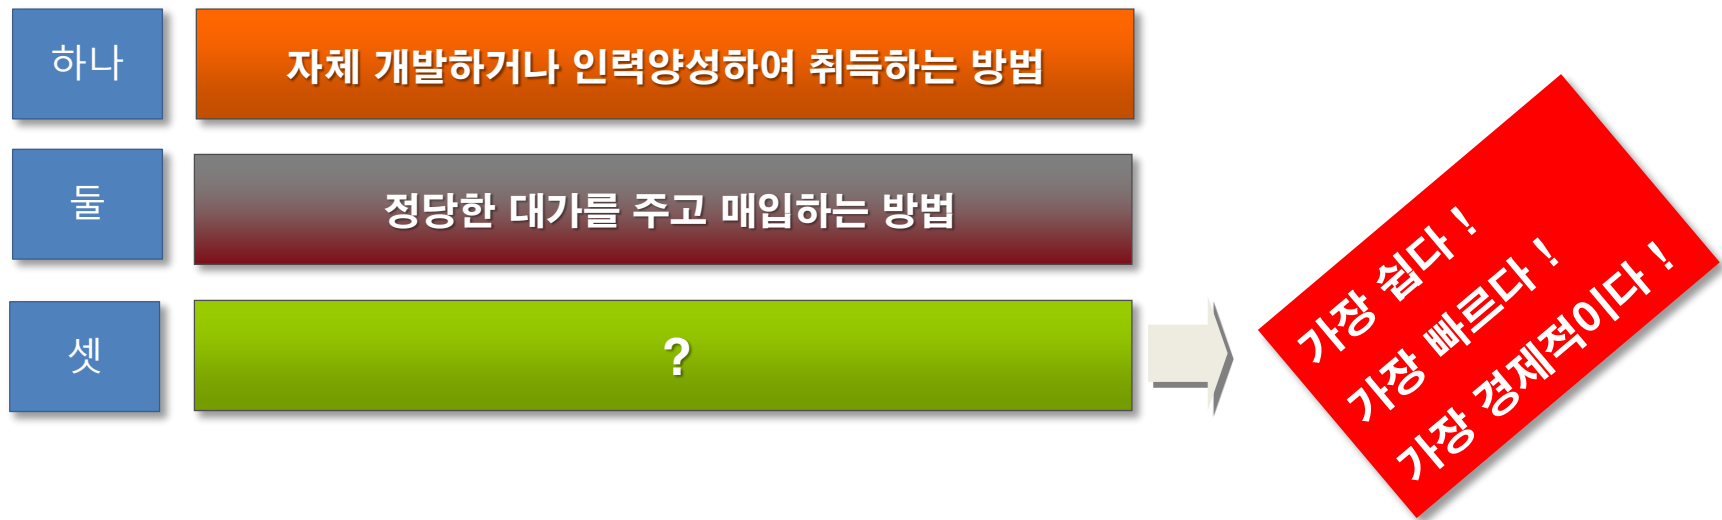 하나
자체 개발하거나 인력양성하여 취득하는 방법
둘
정당한 대가를 주고 매입하는 방법
셋
?
가장 쉽다 !
가장 빠르다 !
가장 경제적이다 !